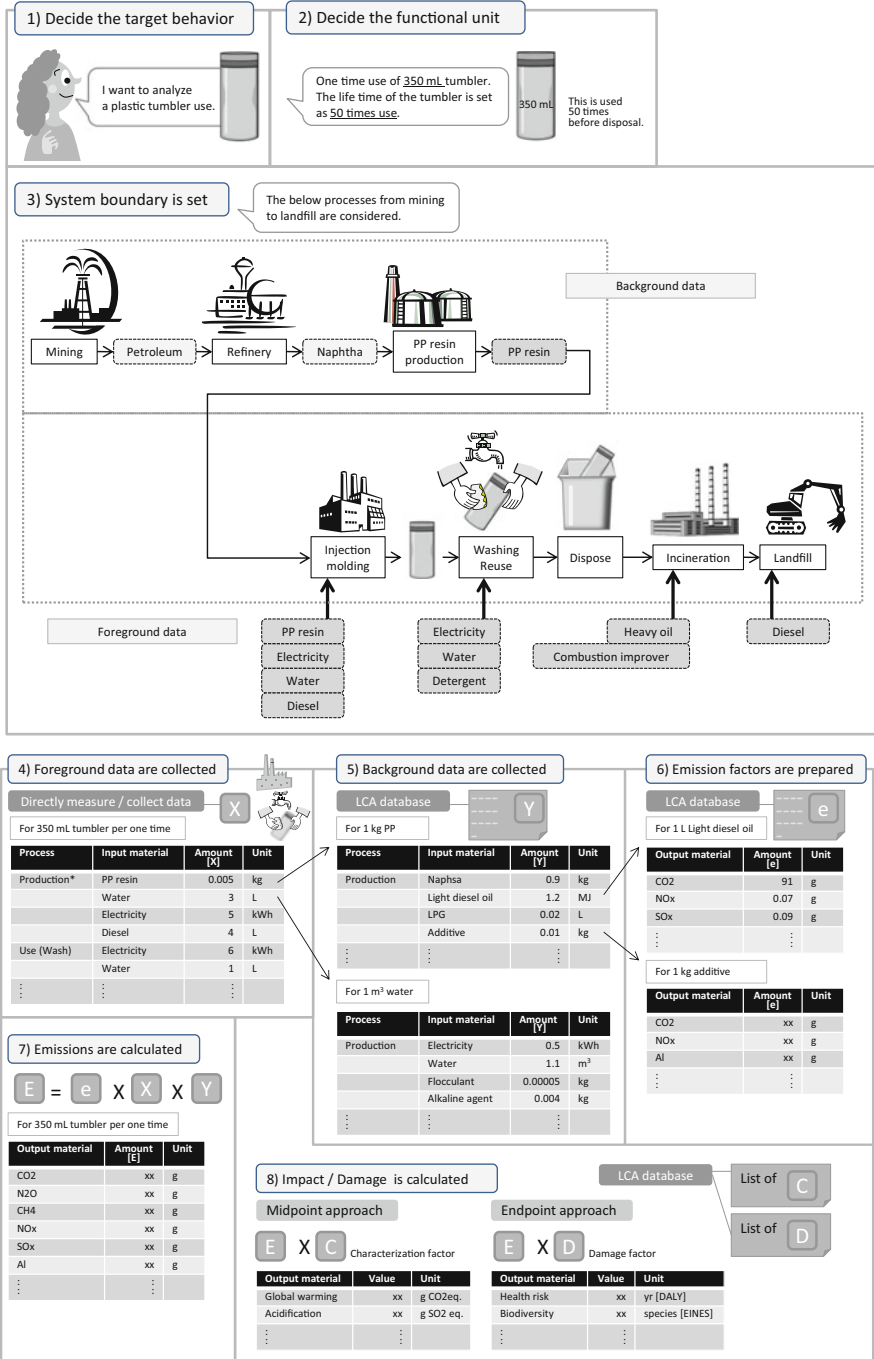 1) Decide the target behavior
I want to analyze
a plastic tumbler use.
2) Decide the functional unit
One time use of 350 mL tumbler.
The life time of the tumbler is set
as 50 times use.
350 mL
This is used
50 times
before disposal.
3) System boundary is set
The below processes from mining
to landfill are considered.
Background data
Mining
Petroleum
Refinery
Naphtha
PP resin
production
PP resin
Injection
molding
Washing
Reuse
Dispose
Incineration
Landfill
Foreground data
PP resin
Electricity
Water
Diesel
Electricity
Water
Detergent
Heavy oil
Combustion improver
Diesel
4) Foreground data are collected
Directly measure / collect data
X
For 350 mL tumbler per one time
Process Input material Amount [X] Unit
Production* PP resin 0.005 kg
Water 3 L
Electricity 5 kWh
Diesel 4 L
Use (Wash) Electricity 6 kWh
Water 1 L
5) Background data are collected
LCA database
Y
For 1 kg PP
Process Input material Amount [Y] Unit
Production Naphsa 0.9 kg
Light diesel oil 1.2 MJ
LPG 0.02 L
Additive 0.01 kg
For 1 m³ water
Process Input material Amount [Y] Unit
Production Electricity 0.5 kWh
Water 1.1 m³
Flocculant 0.00005 kg
Alkaline agent 0.004 kg
6) Emission factors are prepared
LCA database
e
For 1 L Light diesel oil
Output material Amount [e] Unit
CO2 91 g
NOx 0.07 g
SOx 0.09 g
For 1 kg additive
Output material Amount [e] Unit
CO2 xx g
NOx xx g
Al xx g
7) Emissions are calculated
E = e X X X Y
For 350 mL tumbler per one time
Output material Amount [E] Unit
CO2 xx g
N2O xx g
CH4 xx g
NOx xx g
SOx xx g
Al xx g
8) Impact / Damage is calculated
LCA database
List of C
List of D
Midpoint approach
E X C Characterization factor
Output material Value Unit
Global warming xx g CO2eq.
Acidification xx g SO2 eq.
Endpoint approach
E X D Damage factor
Output material Value Unit
Health risk xx yr [DALY]
Biodiversity xx species [EINES]